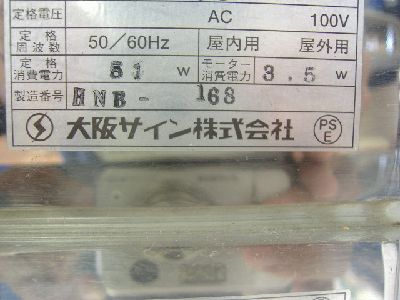 定格電圧 AC 100V
定格周波数 50/60Hz 屋内用 屋外用
定格消費電力 51 W モーター消費電力 3.5W
製造番号 HNB- 168
大阪サイン株式会社 PSE